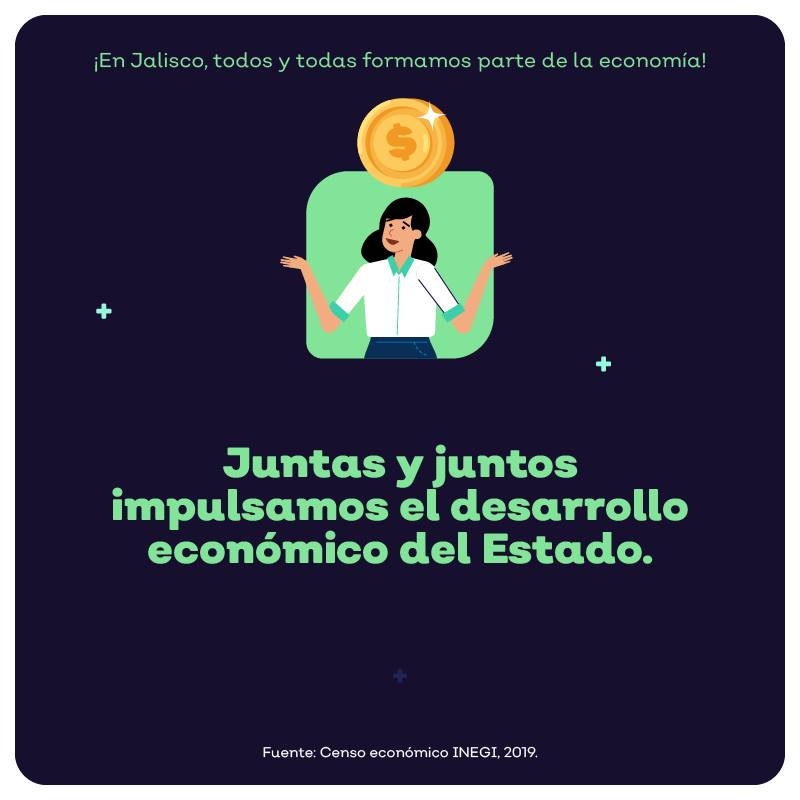 ¡En Jalisco, todos y todas formamos parte de la economía!
$
Juntas y juntos
impulsamos el desarrollo
económico del Estado.
Fuente: Censo económico INEGI, 2019.